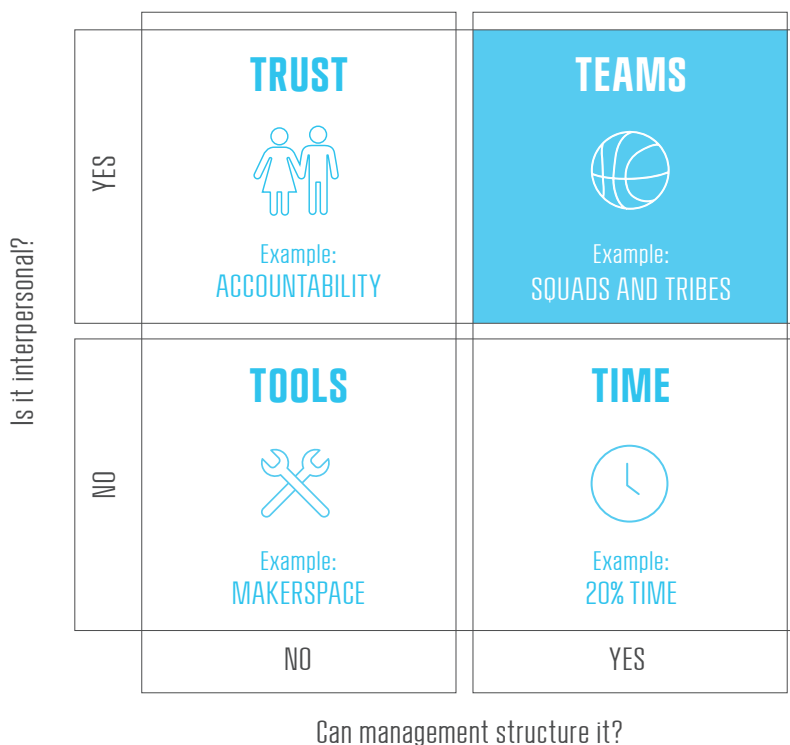 TRUST
Example:
ACCOUNTABILITY
TEAMS
Example:
SQUADS AND TRIBES
YES
Is it interpersonal?
TOOLS
Example:
MAKERSPACE
TIME
Example:
20% TIME
NO
NO
YES
Can management structure it?